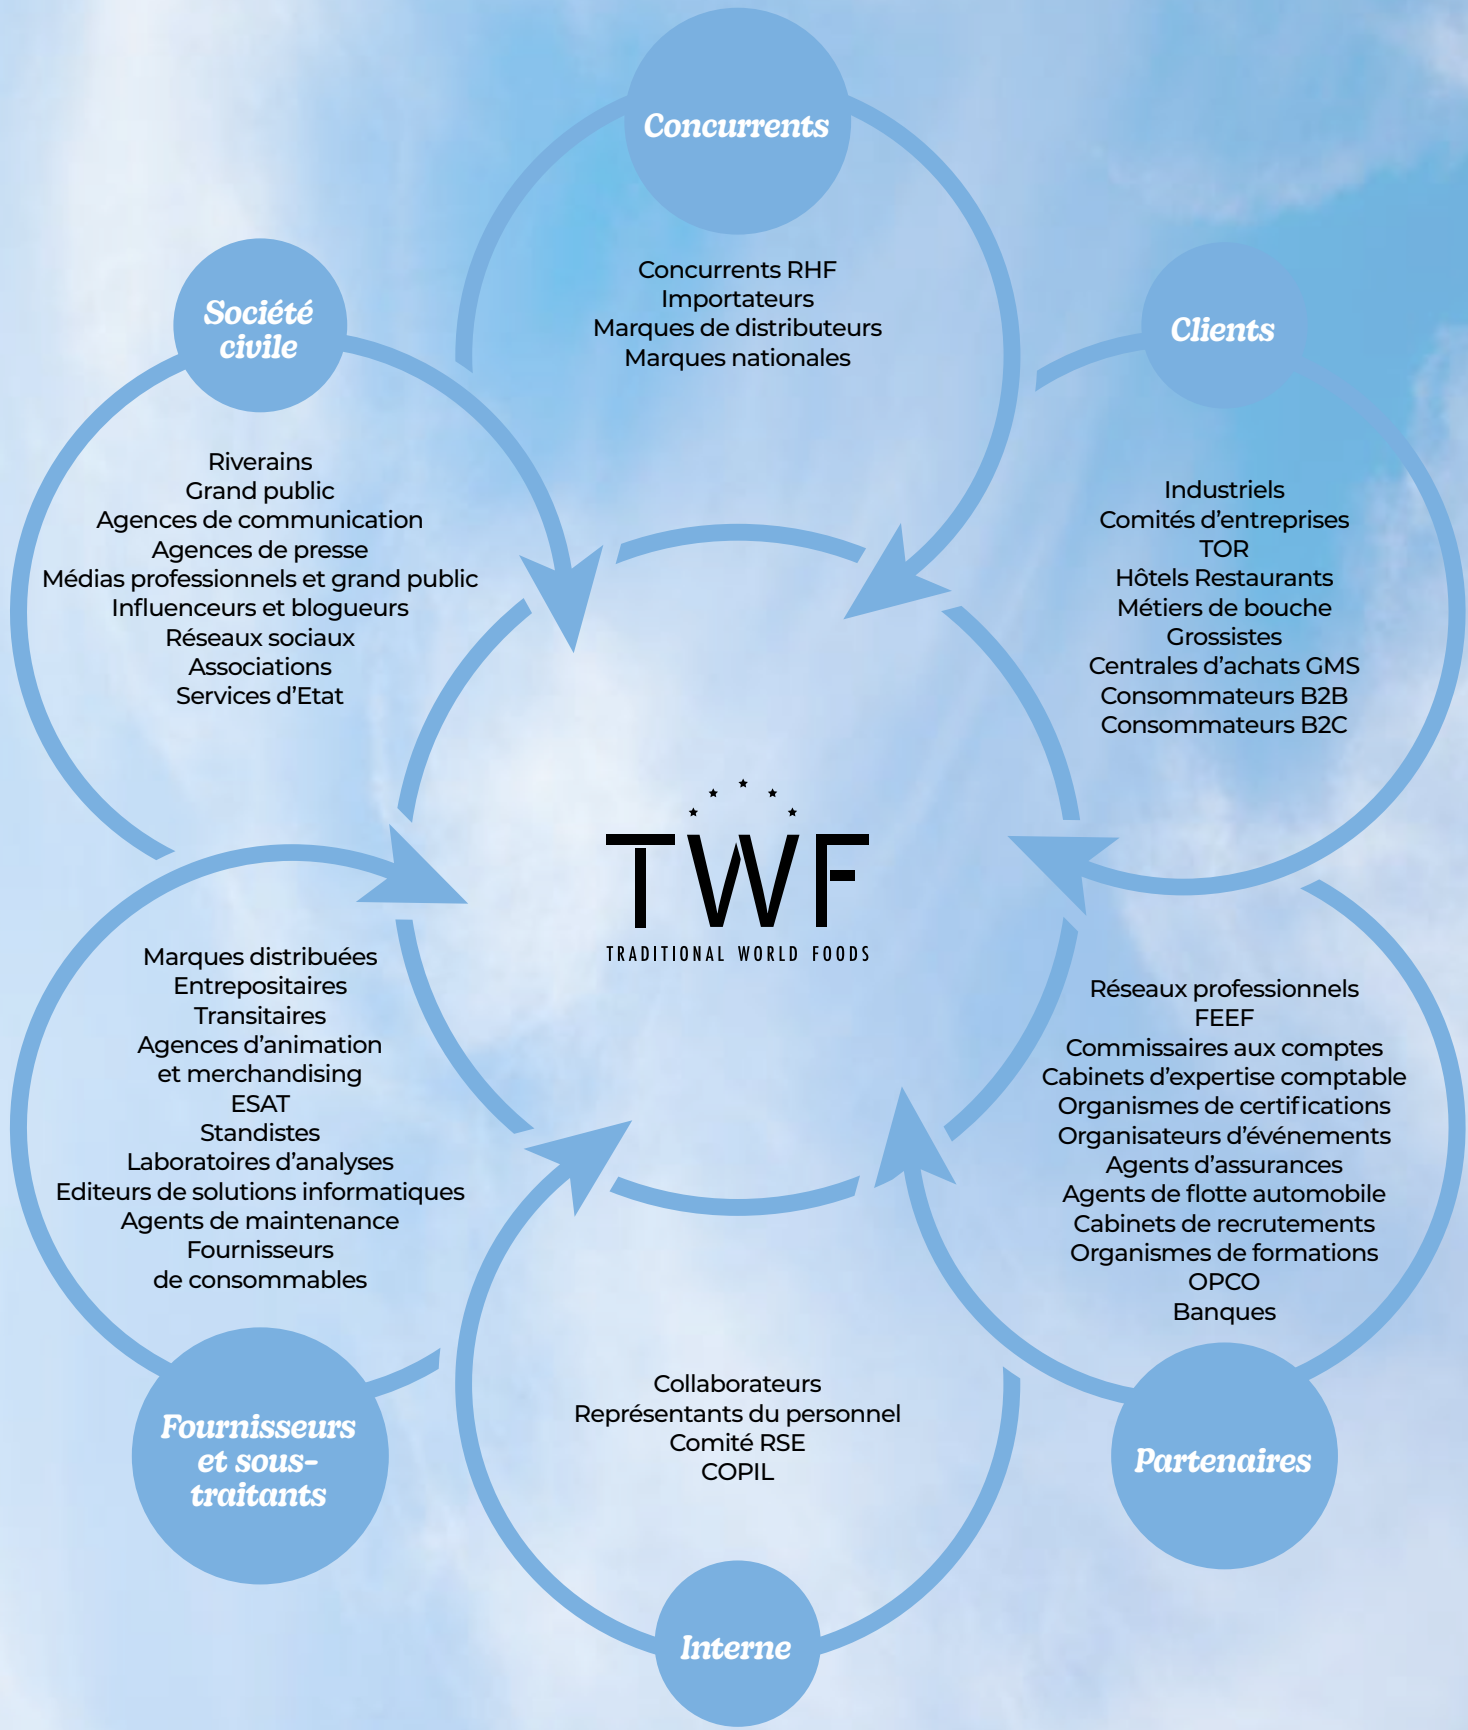 Concurrents
Concurrents RHF
Importateurs
Marques de distributeurs
Marques nationales
Société
civile
Riverains
Grand public
Agences de communication
Agences de presse
Médias professionnels et grand public
Influenceurs et blogueurs
Réseaux sociaux
Associations
Services d’Etat
Clients
Industriels
Comités d’entreprises
TOR
Hôtels Restaurants
Métiers de bouche
Grossistes
Centrales d’achats GMS
Consommateurs B2B
Consommateurs B2C
TWF
TRADITIONAL WORLD FOODS
Marques distribuées
Entrepositaires
Transitaires
Agences d’animation
et merchandising
ESAT
Standistes
Laboratoires d’analyses
Editeurs de solutions informatiques
Agents de maintenance
Fournisseurs
de consommables
Fournisseurs
et sous-
traitants
Réseaux professionnels
FEEF
Commissaires aux comptes
Cabinets d’expertise comptable
Organismes de certifications
Organisateurs d’événements
Agents d’assurances
Agents de flotte automobile
Cabinets de recrutements
Organismes de formations
OPCO
Banques
Partenaires
Collaborateurs
Représentants du personnel
Comité RSE
COPIL
Interne